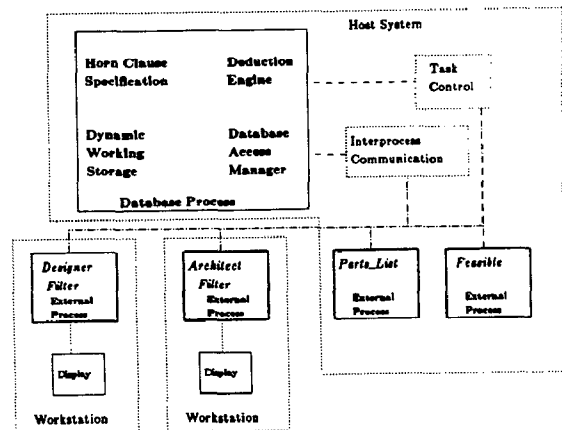 Host System
Horn Clause
Specification
Deduction
Engine
Task
Control
Dynamic
Working
Storage
Database
Access
Manager
Interprocess
Communication
Database Process
Designer
Filter
External
Process
Architect
Filter
External
Process
Parts_List
External
Process
Feasible
External
Process
Display
Display
Workstation
Workstation